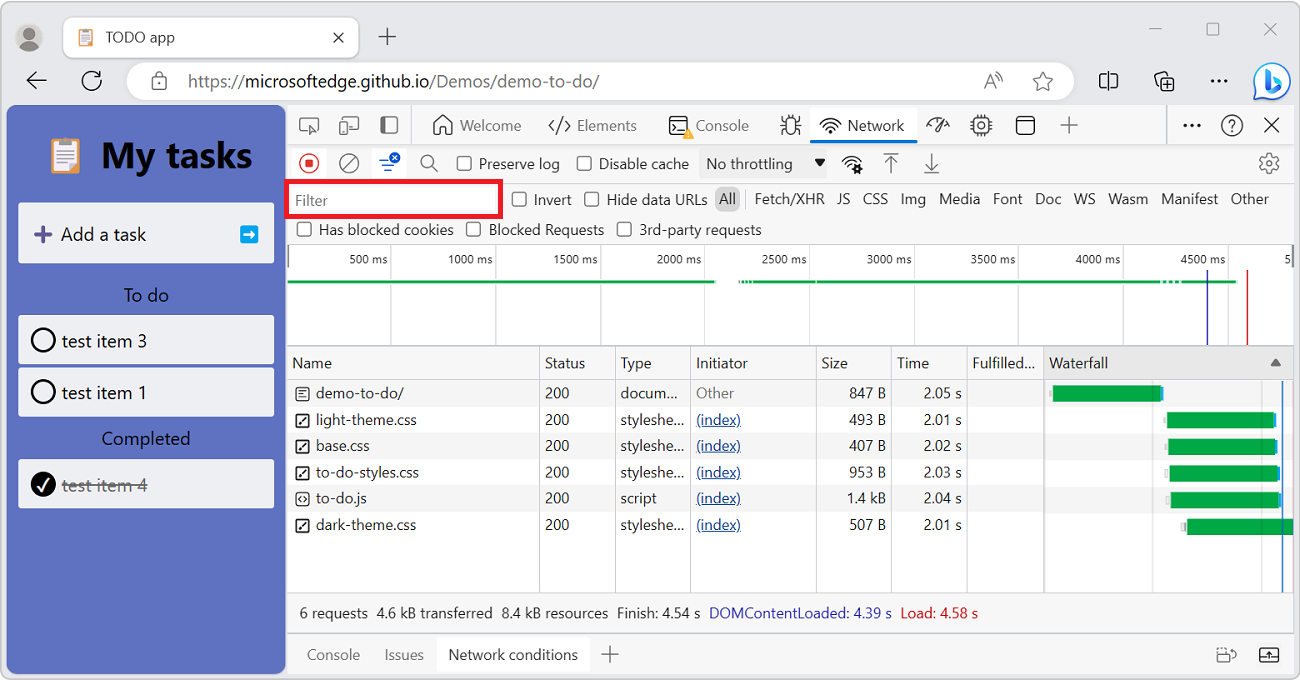 TODO app
https://microsoftedge.github.io/Demos/demo-to-do/
My tasks
Add a task
To do
test item 3
test item 1
Completed
test item 4
Welcome Elements Console Network
Preserve log Disable cache No throttling
Filter Invert Hide data URLs All Fetch/XHR JS CSS Img Media Font Doc WS Wasm Manifest Other
Has blocked cookies Blocked Requests 3rd-party requests
500 ms 1000 ms 1500 ms 2000 ms 2500 ms 3000 ms 3500 ms 4000 ms 4500 ms 5
Name Status Type Initiator Size Time Fulfilled... Waterfall
demo-to-do/ 200 docum... Other 847 B 2.05 s
light-theme.css 200 styleshe... (index) 493 B 2.01 s
base.css 200 styleshe... (index) 407 B 2.02 s
to-do-styles.css 200 styleshe... (index) 953 B 2.03 s
to-do.js 200 script (index) 1.4 kB 2.04 s
dark-theme.css 200 styleshe... (index) 507 B 2.01 s
6 requests 4.6 kB transferred 8.4 kB resources Finish: 4.54 s DOMContentLoaded: 4.39 s Load: 4.58 s
Console Issues Network conditions